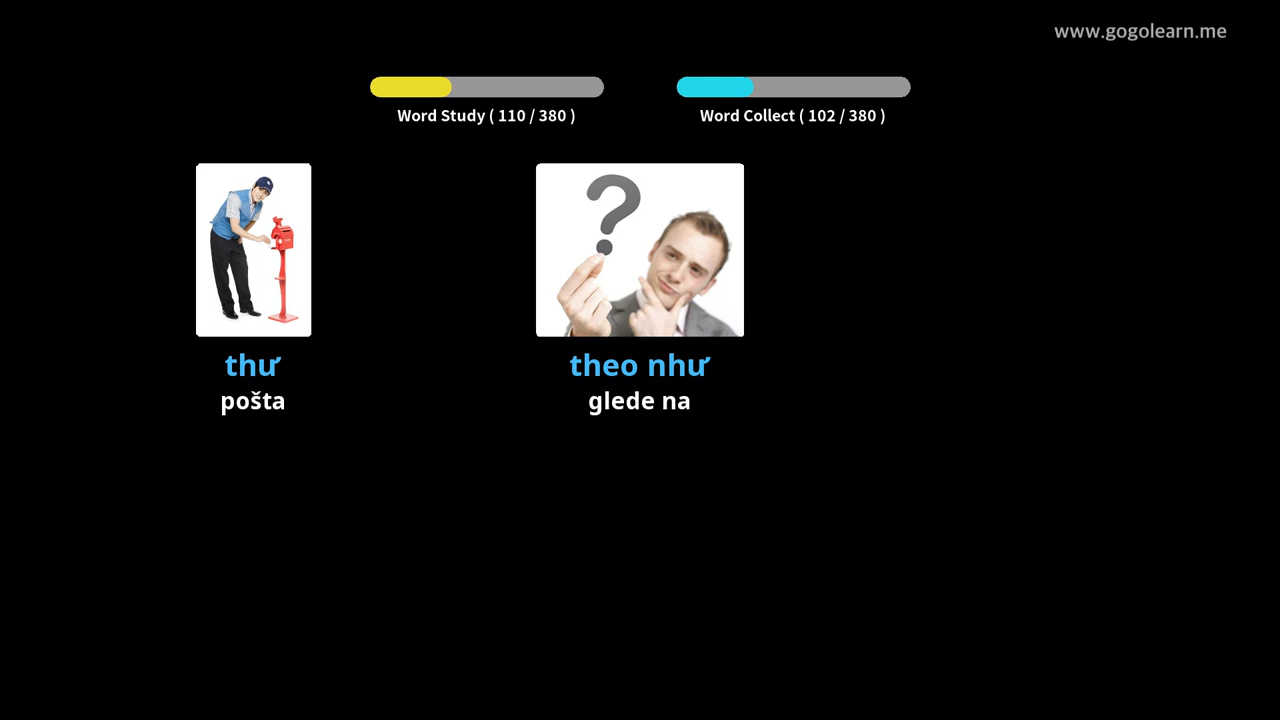 www.gogolearn.me
Word Study ( 110 / 380 )
Word Collect ( 102 / 380 )
thư
pošta
theo như
glede na